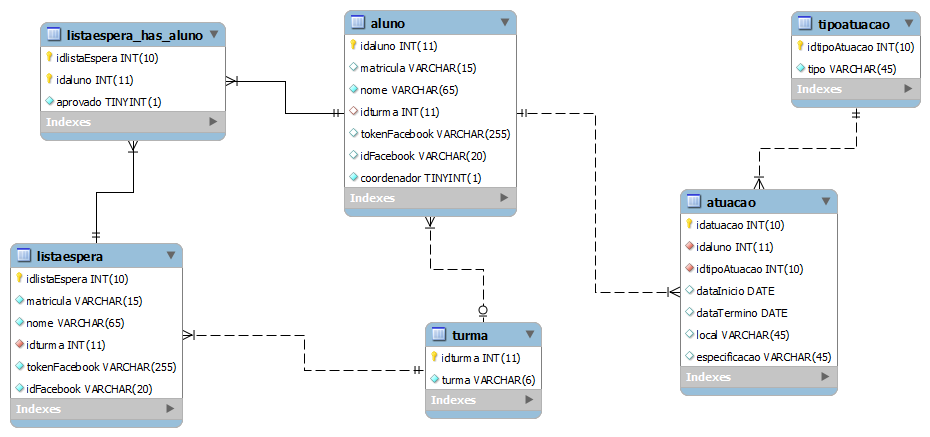 listaespera_has_aluno
idlistaEspera INT(10)
idaluno INT(11)
aprovado TINYINT(1)
Indexes
aluno
idaluno INT(11)
matricula VARCHAR(15)
nome VARCHAR(65)
idturma INT(11)
tokenFacebook VARCHAR(255)
idFacebook VARCHAR(20)
coordenador TINYINT(1)
Indexes
tipoatuacao
idtipoAtuacao INT(10)
tipo VARCHAR(45)
Indexes
atuacao
idatuacao INT(10)
idaluno INT(11)
idtipoAtuacao INT(10)
dataInicio DATE
dataTermino DATE
local VARCHAR(45)
especificacao VARCHAR(45)
Indexes
listaespera
idlistaEspera INT(10)
matricula VARCHAR(15)
nome VARCHAR(65)
idturma INT(11)
tokenFacebook VARCHAR(255)
idFacebook VARCHAR(20)
Indexes
turma
idturma INT(11)
turma VARCHAR(6)
Indexes